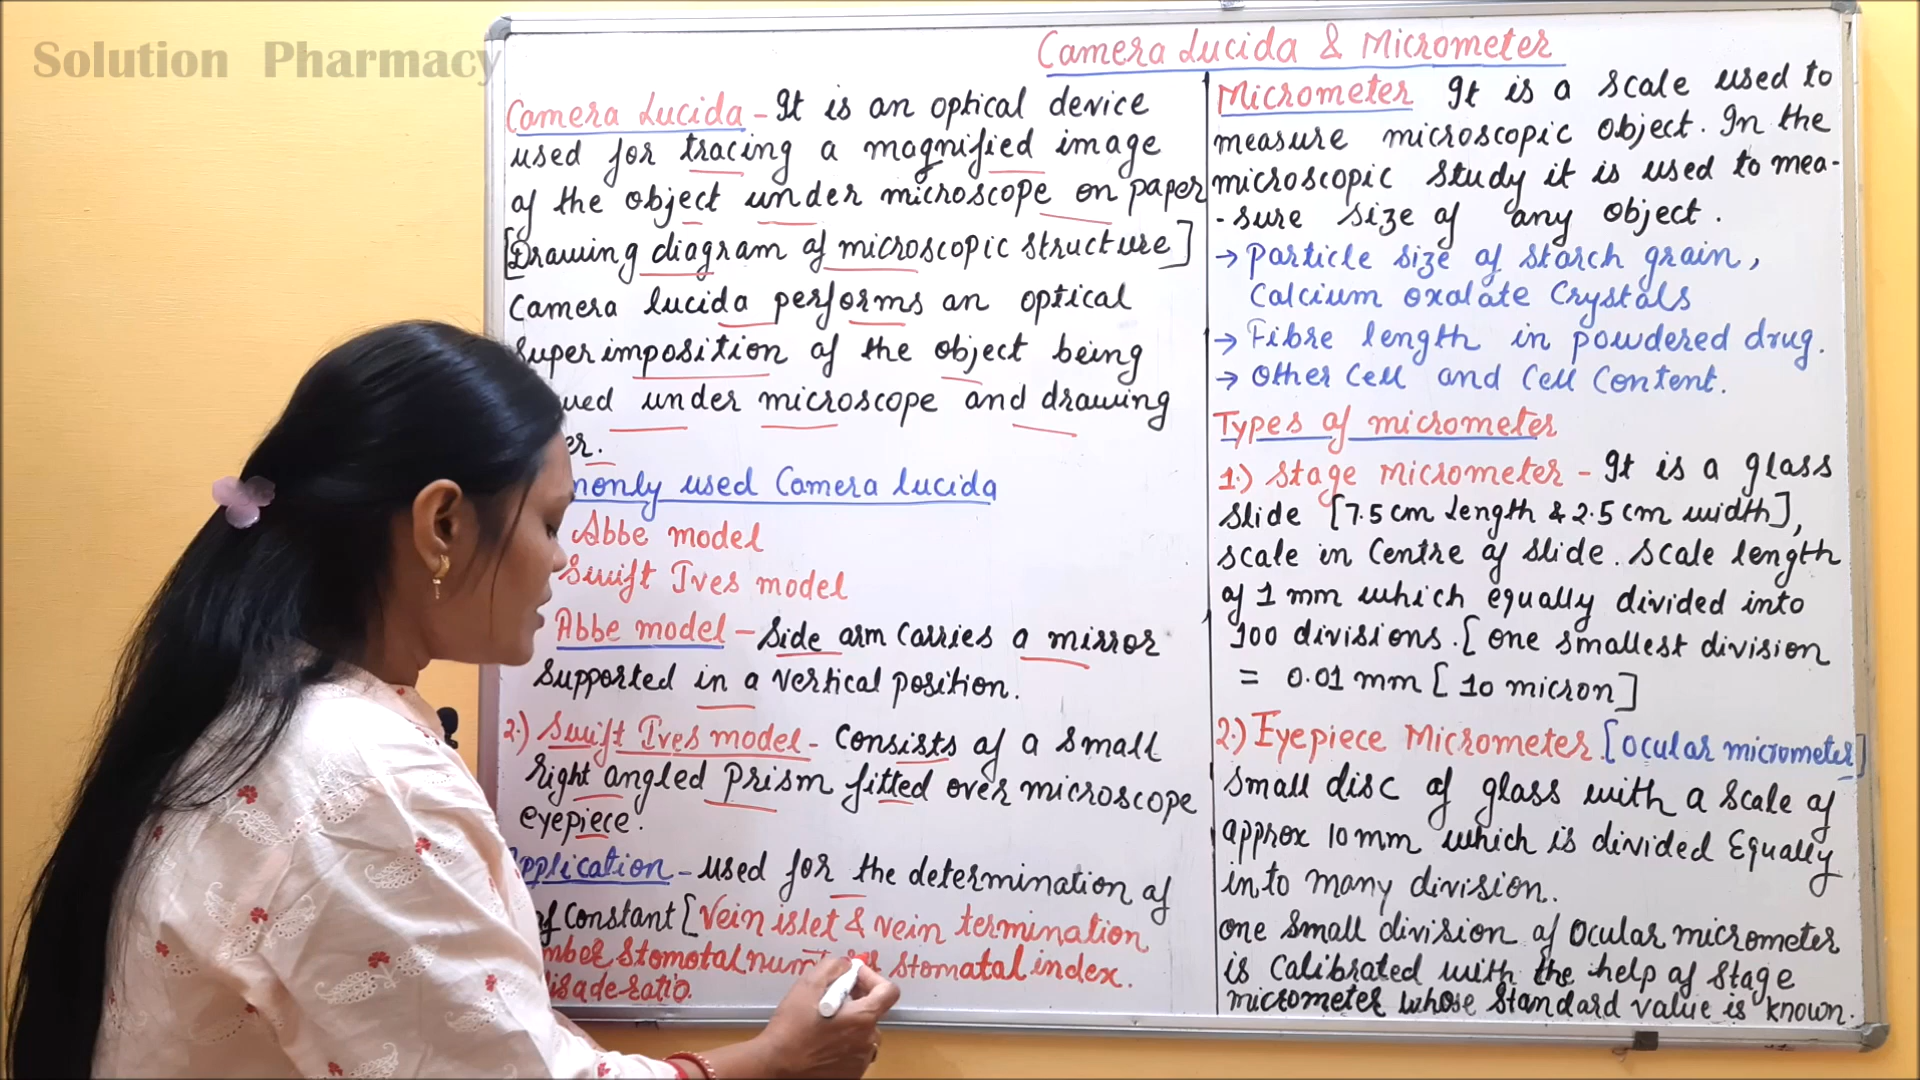 Solution Pharmacy
Camera Lucida & Micrometer
Camera Lucida - It is an optical device
used for tracing a magnified image
of the object under microscope on paper
[Drawing diagram of microscopic structure]
Camera lucida performs an optical
superimposition of the object being
under microscope and drawing
used Camera lucida
Abbe model
Swift Ives model
Abbe model - Side arm carries a mirror
supported in a vertical position.
2.) Swift Ives model - Consists of a small
right angled prism fitted over microscope
eyepiece.
Application - used for the determination of
of Constant [Vein islet & vein termination
stomatal index.
ratio.
Micrometer It is a scale used to
measure microscopic object. In the
microscopic study it is used to mea-
-sure size of any object.
→ Particle size of starch grain,
Calcium oxalate Crystals
→ Fibre length in powdered drug.
→ Other Cell and Cell Content.
Types of micrometer
1.) Stage Micrometer - It is a glass
slide [7.5 cm length & 2.5 cm width],
scale in Centre of slide. Scale length
of 1 mm which equally divided into
100 divisions. [one smallest division
= 0.01 mm [10 micron]
2.) Eyepiece Micrometer. [Ocular micrometer]
Small disc of glass with a scale of
approx 10 mm which is divided Equally
into many division.
one small division of Ocular micrometer
is Calibrated with the help of stage
micrometer whose standard value is known.